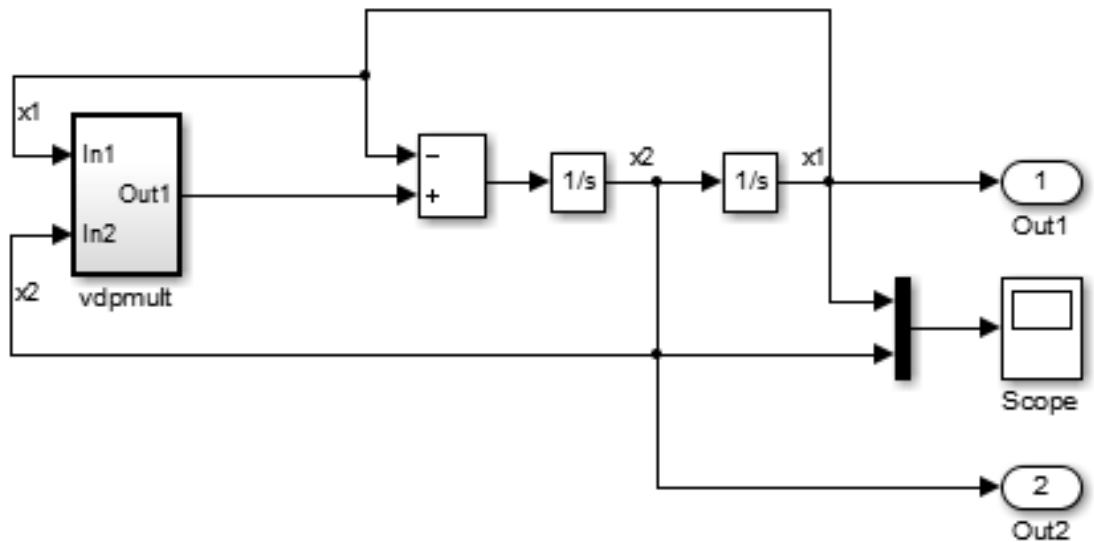 x1
In1
Out1
In2
x2
vdpmult
−
+
1/s
x2
1/s
x1
1
Out1
Scope
2
Out2